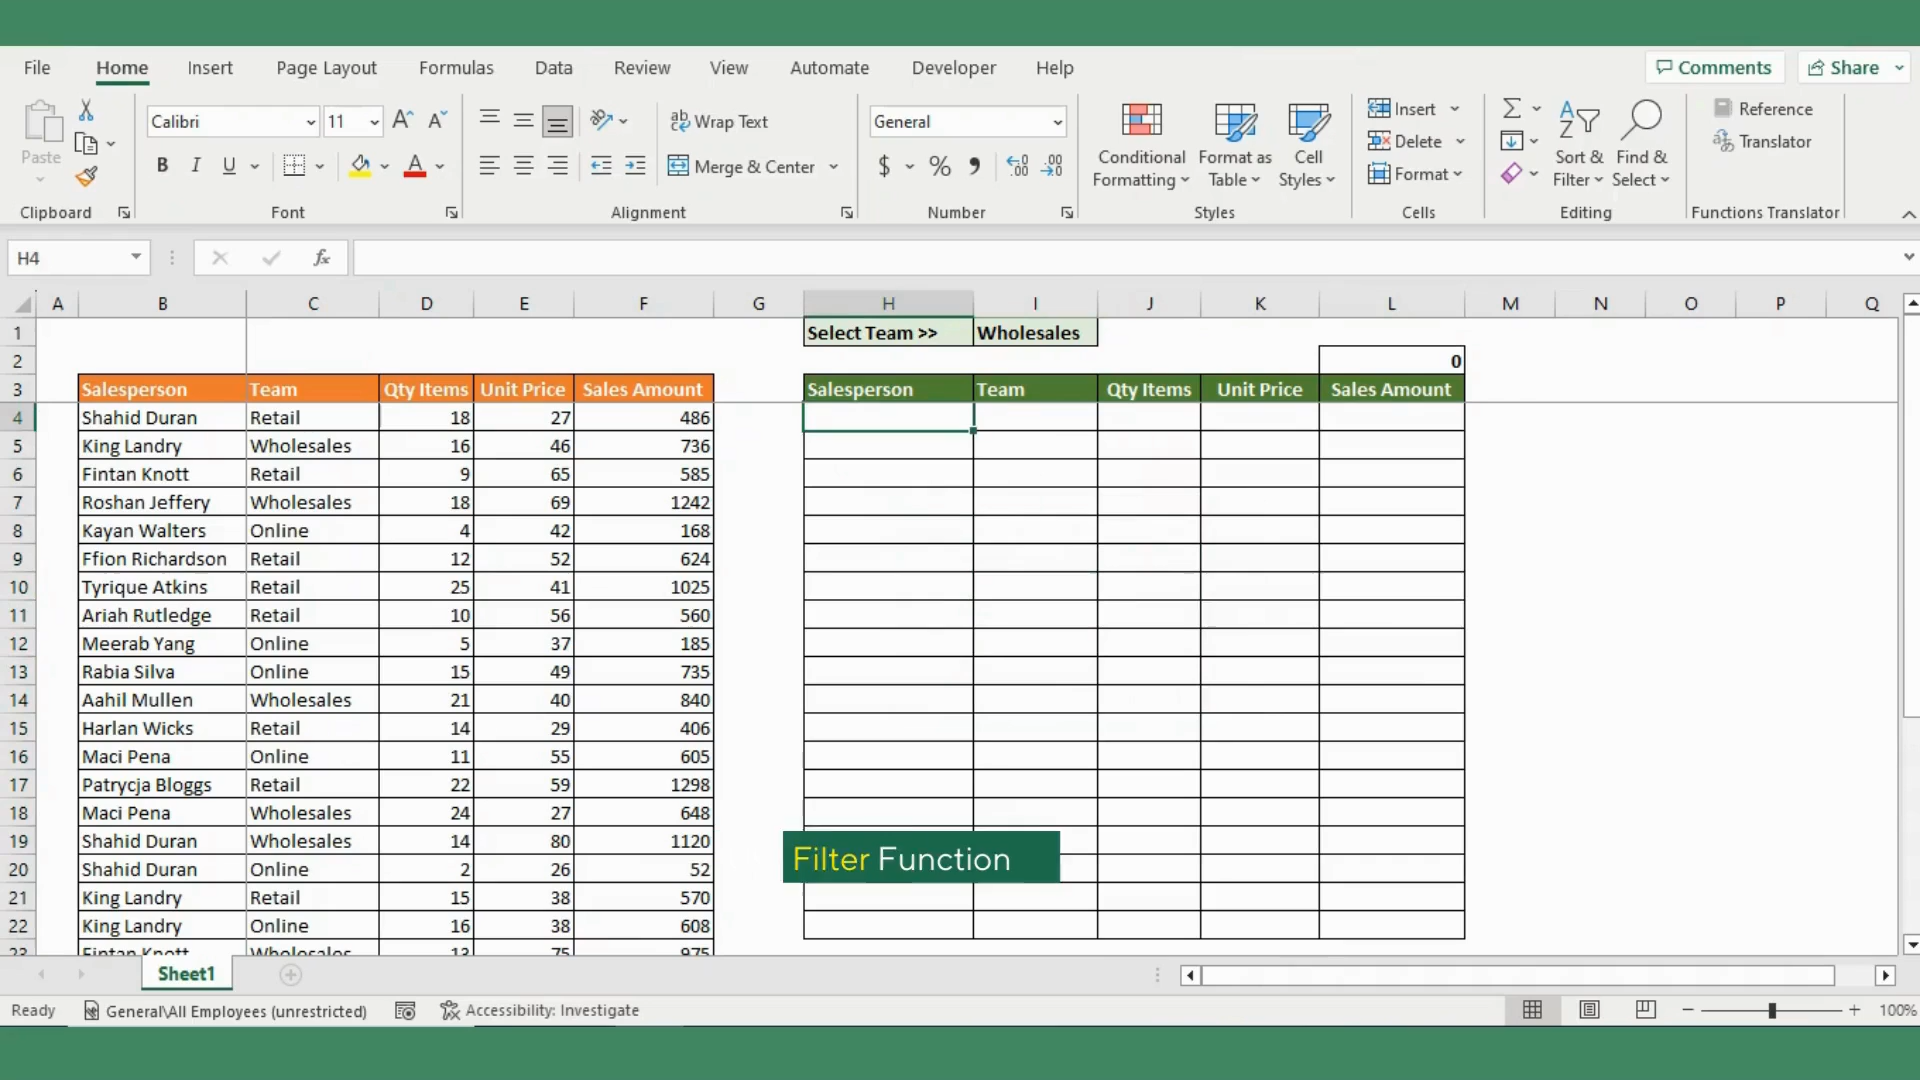 File Home Insert Page Layout Formulas Data Review View Automate Developer Help Comments Share
Paste
Clipboard
Calibri 11
B I U A
Font
Wrap Text
Merge & Center
Alignment
General
$ % , .00
Number
Conditional Formatting
Format as Table
Cell Styles
Styles
Insert
Delete
Format
Cells
Sort & Filter
Find & Select
Editing
Reference
Translator
Functions Translator
H4 fx
A B C D E F G H I J K L M N O P Q
1 Select Team >> Wholesales
2 0
3 Salesperson Team Qty Items Unit Price Sales Amount Salesperson Team Qty Items Unit Price Sales Amount
4 Shahid Duran Retail 18 27 486
5 King Landry Wholesales 16 46 736
6 Fintan Knott Retail 9 65 585
7 Roshan Jeffery Wholesales 18 69 1242
8 Kayan Walters Online 4 42 168
9 Ffion Richardson Retail 12 52 624
10 Tyrique Atkins Retail 25 41 1025
11 Ariah Rutledge Retail 10 56 560
12 Meerab Yang Online 5 37 185
13 Rabia Silva Online 15 49 735
14 Aahil Mullen Wholesales 21 40 840
15 Harlan Wicks Retail 14 29 406
16 Maci Pena Online 11 55 605
17 Patrycja Bloggs Retail 22 59 1298
18 Maci Pena Wholesales 24 27 648
19 Shahid Duran Wholesales 14 80 1120
20 Shahid Duran Online 2 26 52
21 King Landry Retail 15 38 570
22 King Landry Online 16 38 608
23 Fintan Knott Wholesales 13 75 975
Filter Function
Sheet1
Ready General\All Employees (unrestricted) Accessibility: Investigate 100%